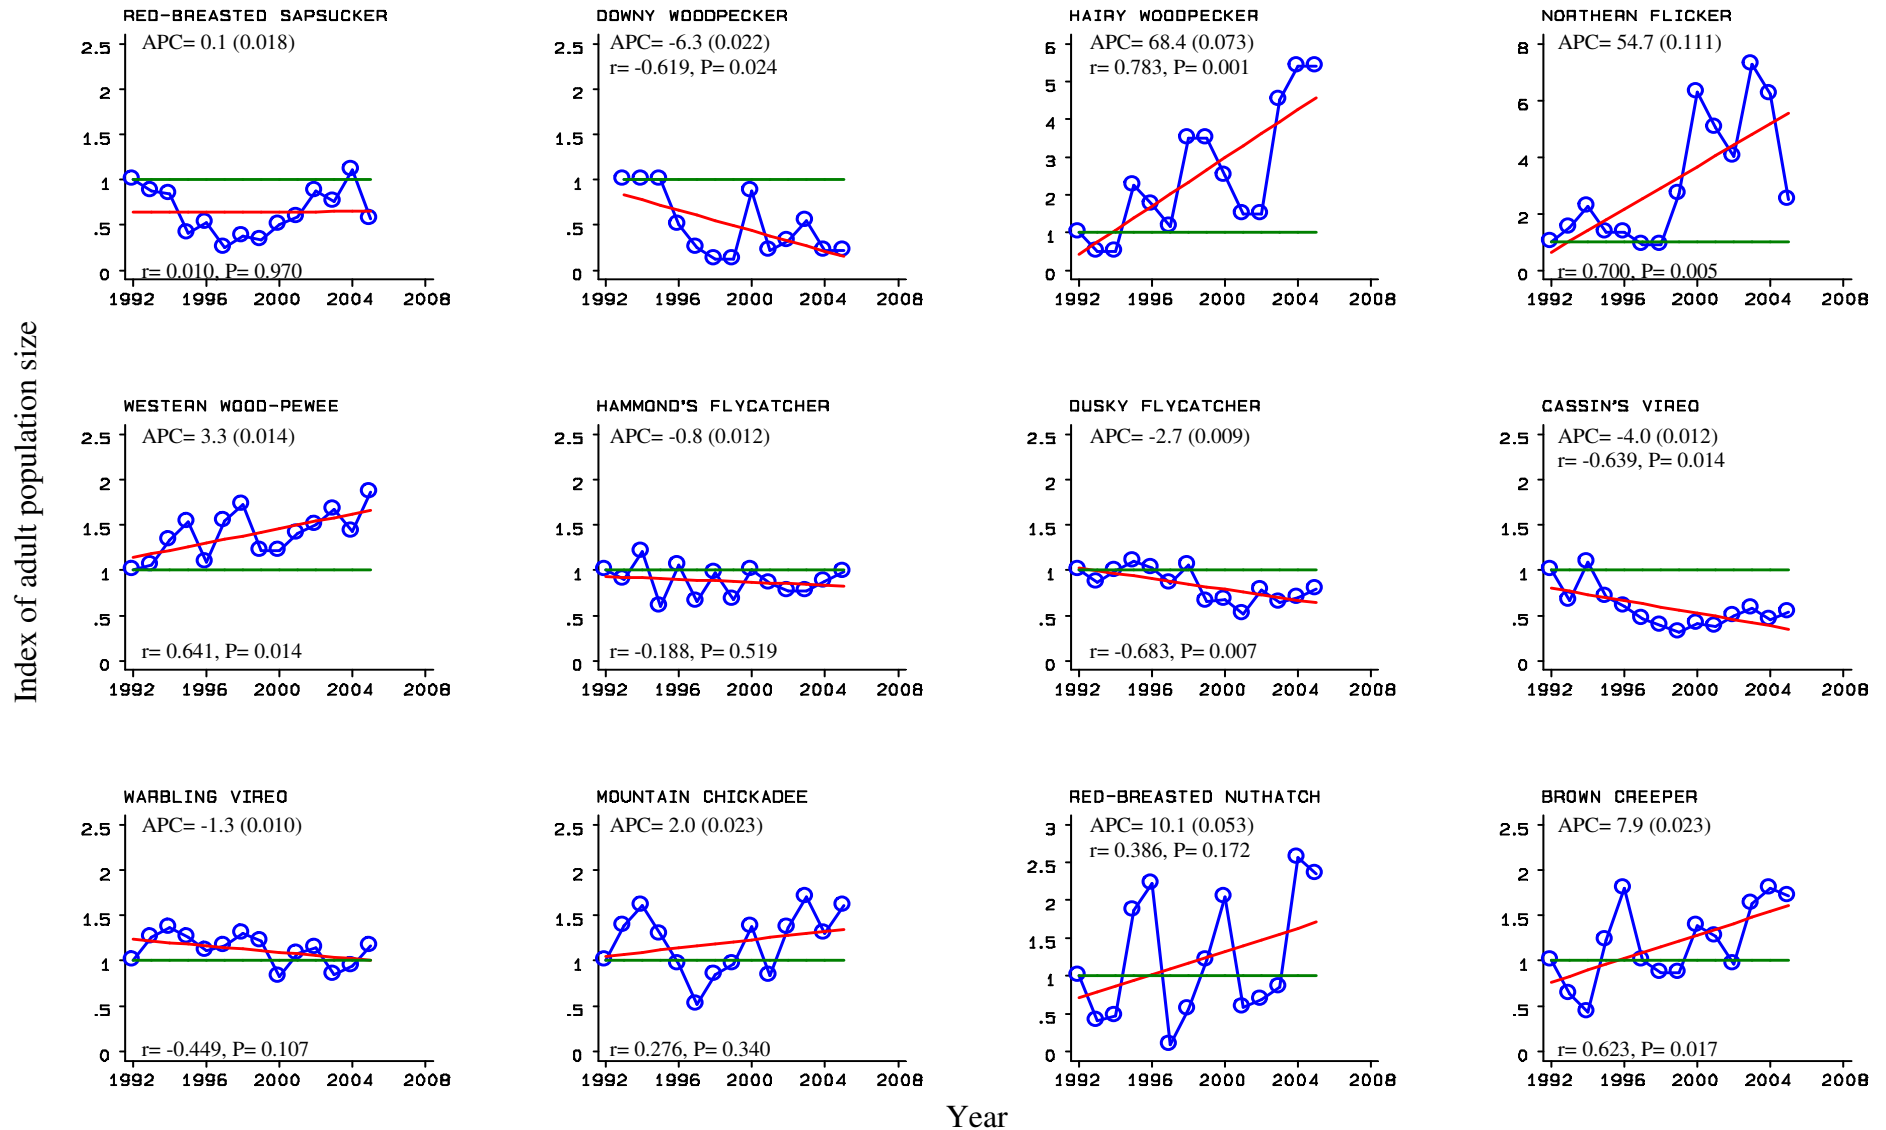 Index of adult population size
RED-BREASTED SAPSUCKER
APC= 0.1 (0.018)
2.5
2
1.5
1
.5
0
r= 0.010, P= 0.970
1992 1996 2000 2004 2008
DOWNY WOODPECKER
APC= -6.3 (0.022)
r= -0.619, P= 0.024
2.5
2
1.5
1
.5
0
1992 1996 2000 2004 2008
HAIRY WOODPECKER
APC= 68.4 (0.073)
r= 0.783, P= 0.001
6
5
4
3
2
1
0
1992 1996 2000 2004 2008
NORTHERN FLICKER
APC= 54.7 (0.111)
8
6
4
2
0
r= 0.700, P= 0.005
1992 1996 2000 2004 2008
WESTERN WOOD-PEWEE
APC= 3.3 (0.014)
2.5
2
1.5
1
.5
0
r= 0.641, P= 0.014
1992 1996 2000 2004 2008
HAMMOND'S FLYCATCHER
APC= -0.8 (0.012)
2.5
2
1.5
1
.5
0
r= -0.188, P= 0.519
1992 1996 2000 2004 2008
DUSKY FLYCATCHER
APC= -2.7 (0.009)
2.5
2
1.5
1
.5
0
r= -0.683, P= 0.007
1992 1996 2000 2004 2008
CASSIN'S VIREO
APC= -4.0 (0.012)
r= -0.639, P= 0.014
2.5
2
1.5
1
.5
0
1992 1996 2000 2004 2008
WARBLING VIREO
APC= -1.3 (0.010)
2.5
2
1.5
1
.5
0
r= -0.449, P= 0.107
1992 1996 2000 2004 2008
MOUNTAIN CHICKADEE
APC= 2.0 (0.023)
2.5
2
1.5
1
.5
0
r= 0.276, P= 0.340
1992 1996 2000 2004 2008
RED-BREASTED NUTHATCH
APC= 10.1 (0.053)
r= 0.386, P= 0.172
3
2.5
2
1.5
1
.5
0
1992 1996 2000 2004 2008
BROWN CREEPER
APC= 7.9 (0.023)
2.5
2
1.5
1
.5
0
r= 0.623, P= 0.017
1992 1996 2000 2004 2008
Year